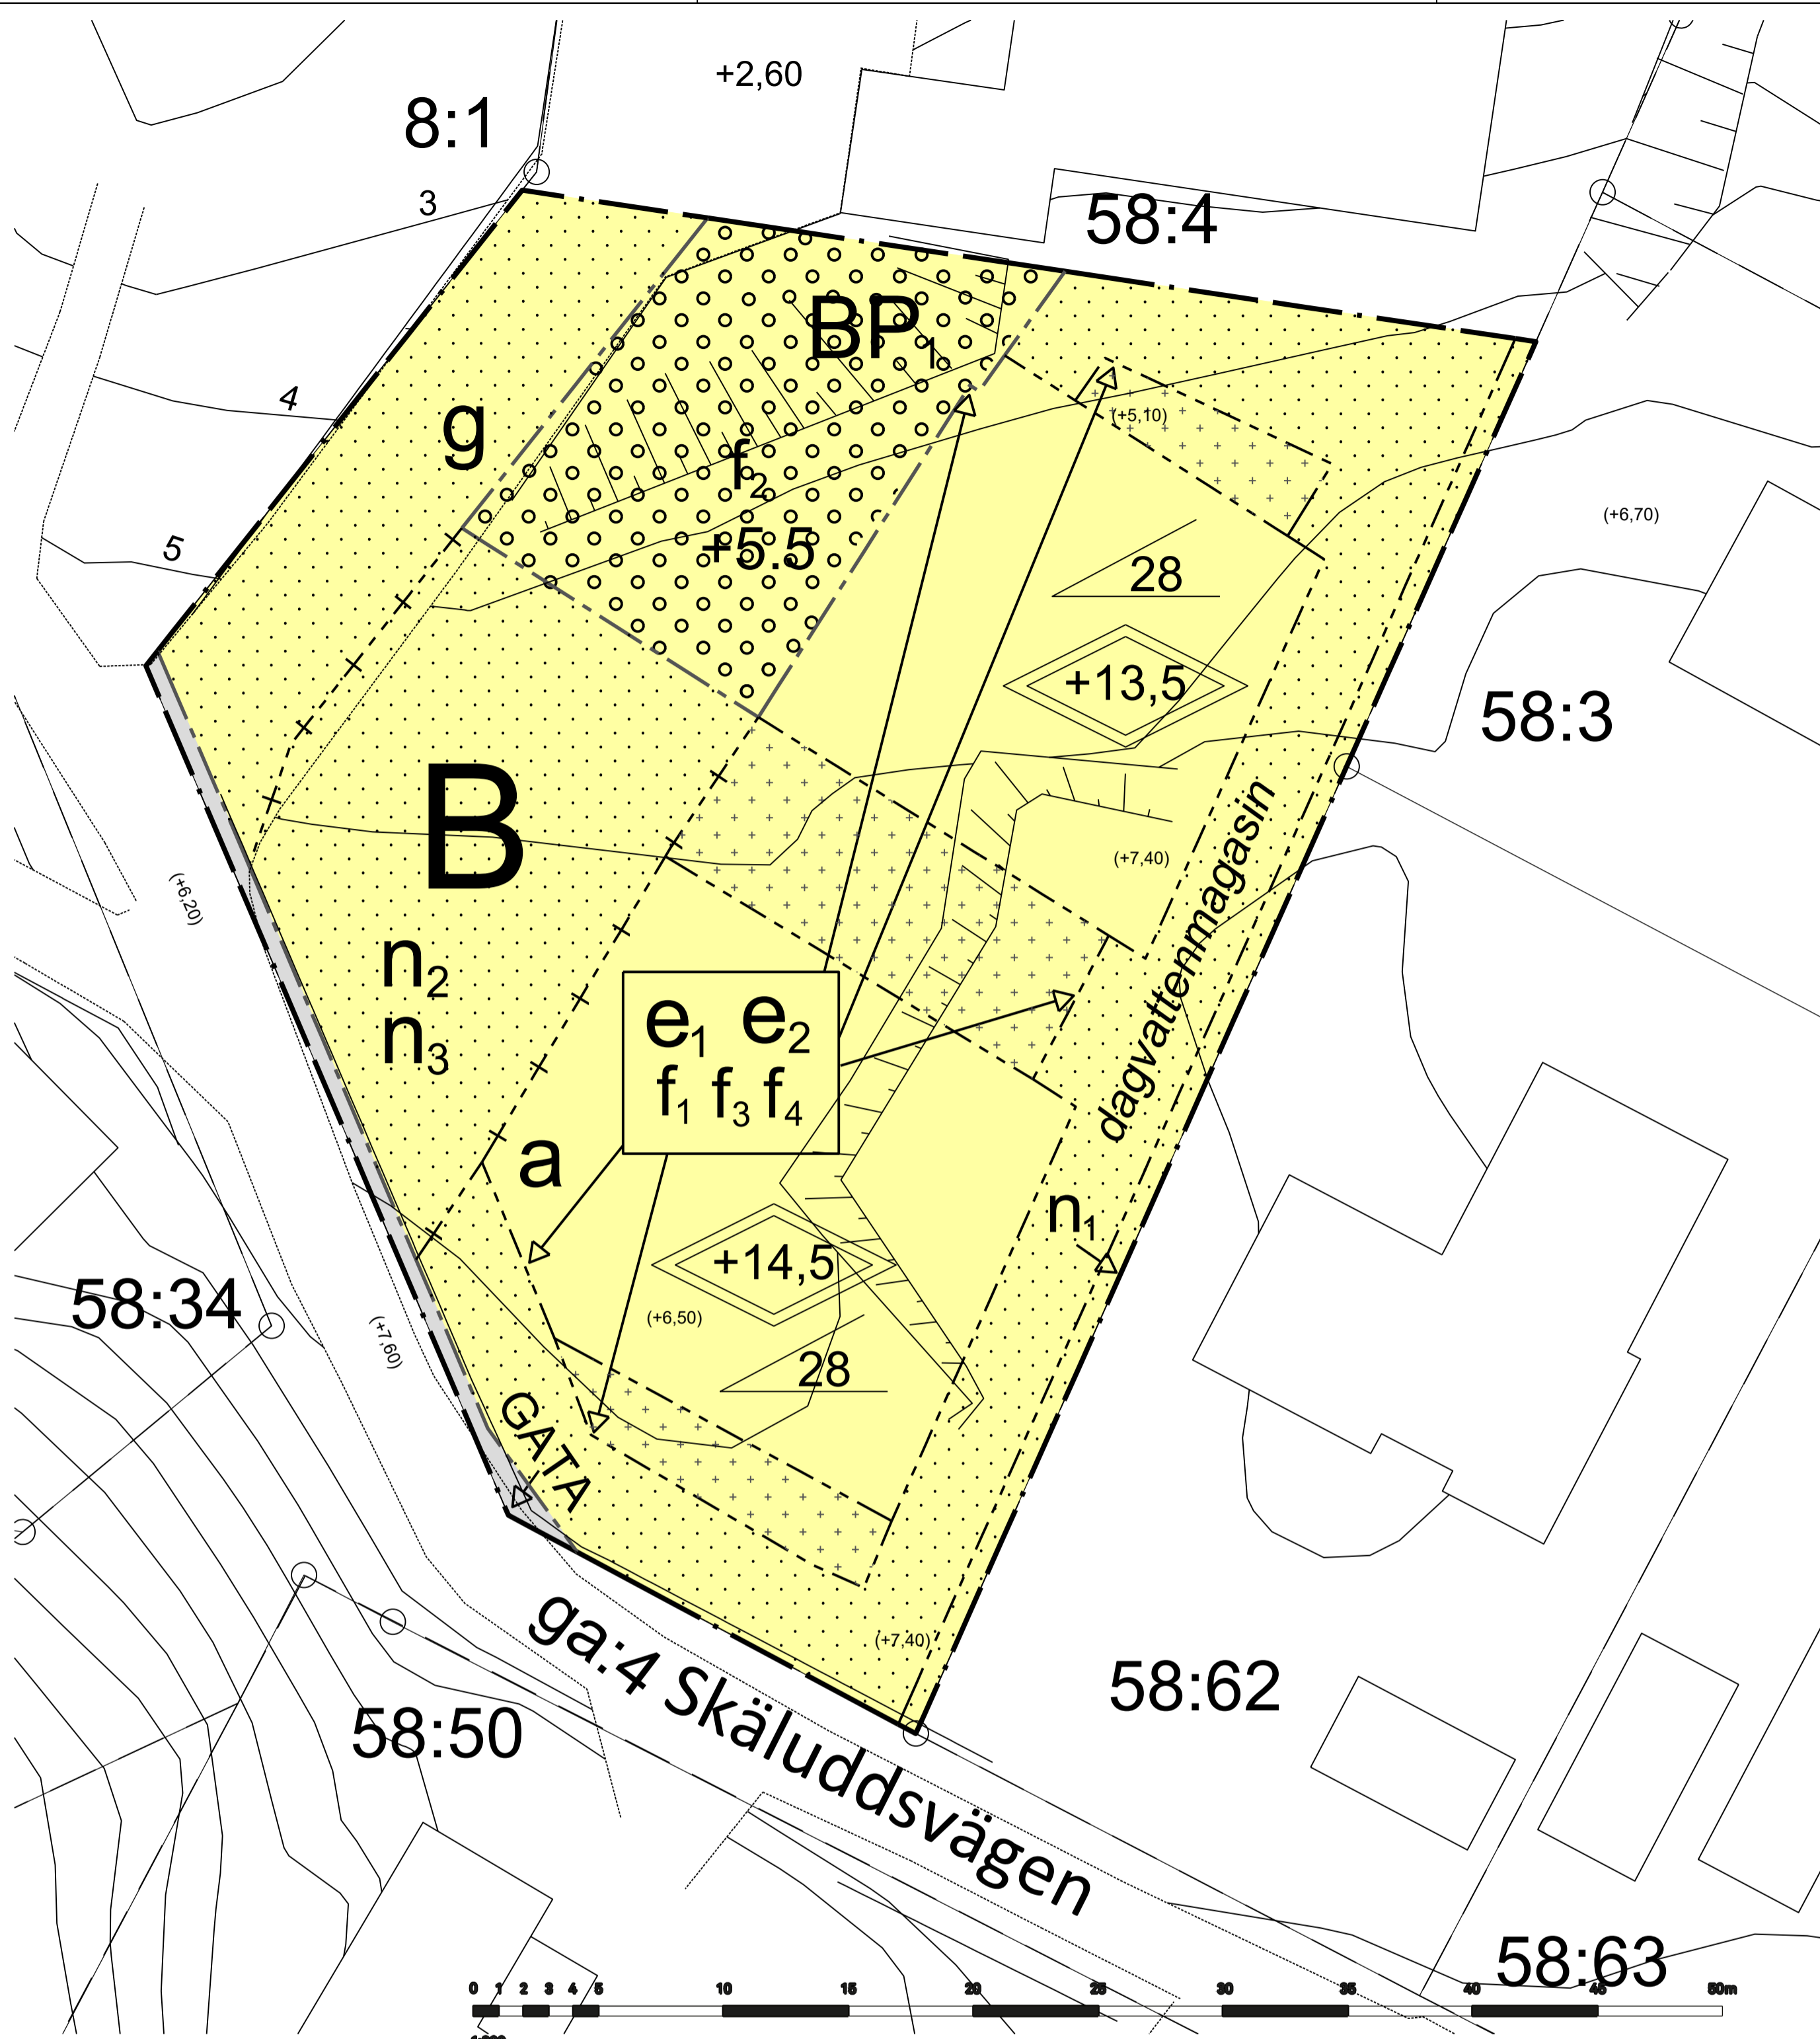 +2,60
8:1
3
58:4
BP1
g
4
(+5,10)
f2
+5.5
5
(+6,70)
28
+13,5
58:3
B
(+7,40)
(+6,20)
dagvattenmagasin
n2
n3
e1 e2
f1 f3 f4
a
n1
+14,5
58:34
(+6,50)
(+7,60)
28
GATA
(+7,40)
ga:4 Skäluddsvägen
58:62
58:50
58:63
0 1 2 3 4 5 10 15 20 25 30 35 40 45 50m